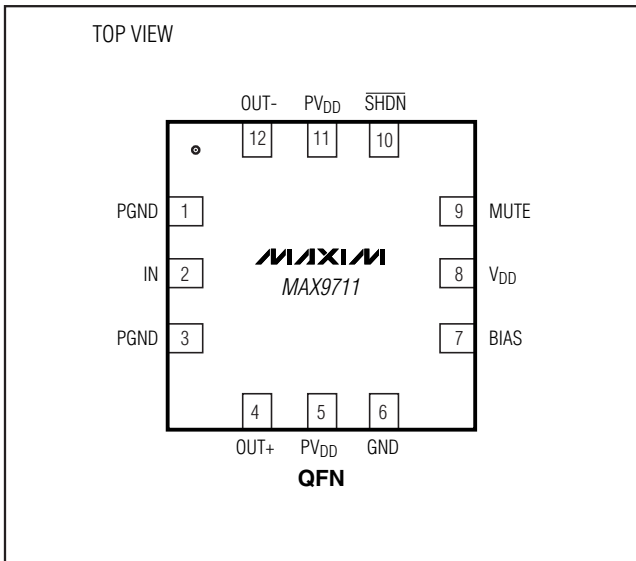 TOP VIEW
OUT- PVDD SHDN
12 11 10
PGND 1 9 MUTE
MAXIM
IN 2 8 VDD
MAX9711
PGND 3 7 BIAS
4 5 6
OUT+ PVDD GND
QFN